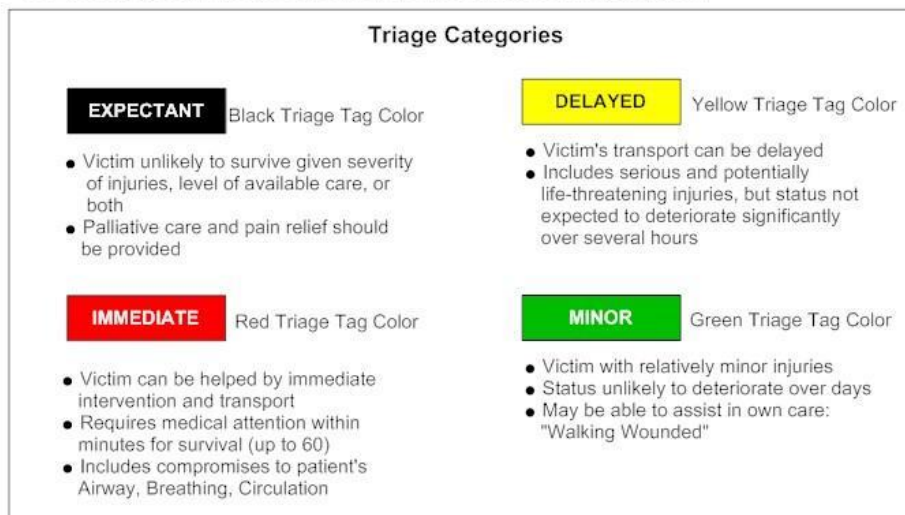 Triage Categories
EXPECTANT Black Triage Tag Color
● Victim unlikely to survive given severity
of injuries, level of available care, or
both
● Palliative care and pain relief should
be provided
DELAYED Yellow Triage Tag Color
● Victim's transport can be delayed
● Includes serious and potentially
life-threatening injuries, but status not
expected to deteriorate significantly
over several hours
IMMEDIATE Red Triage Tag Color
● Victim can be helped by immediate
intervention and transport
● Requires medical attention within
minutes for survival (up to 60)
● Includes compromises to patient's
Airway, Breathing, Circulation
MINOR Green Triage Tag Color
● Victim with relatively minor injuries
● Status unlikely to deteriorate over days
● May be able to assist in own care:
"Walking Wounded"